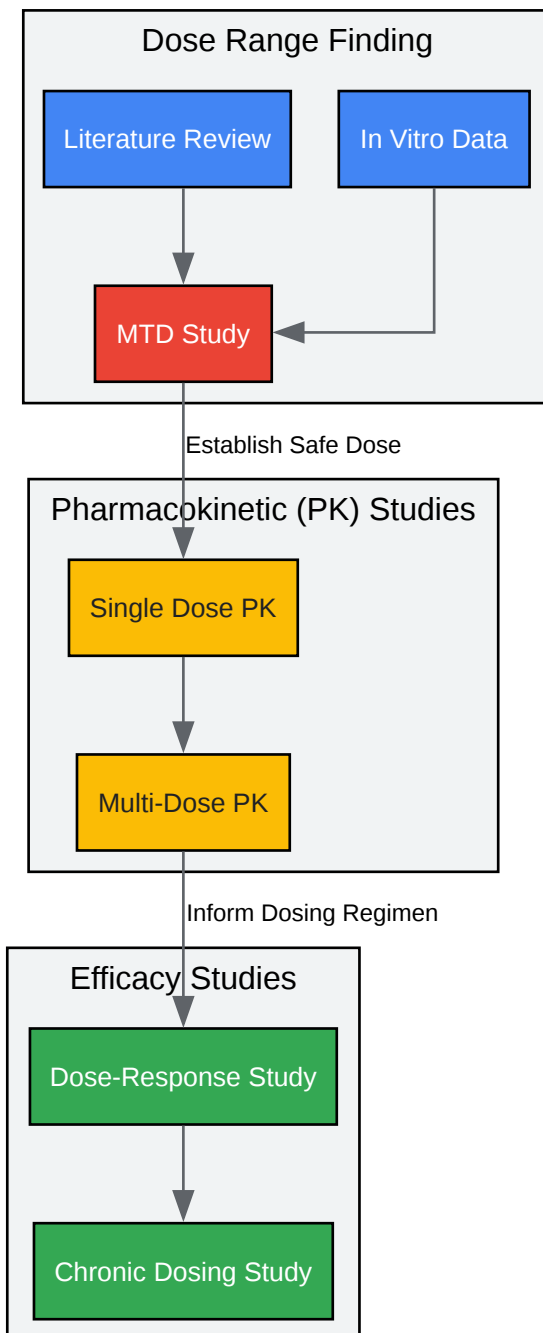 Dose Range Finding
Literature Review
In Vitro Data
MTD Study
Establish Safe Dose
Pharmacokinetic (PK) Studies
Single Dose PK
Multi-Dose PK
Inform Dosing Regimen
Efficacy Studies
Dose-Response Study
Chronic Dosing Study